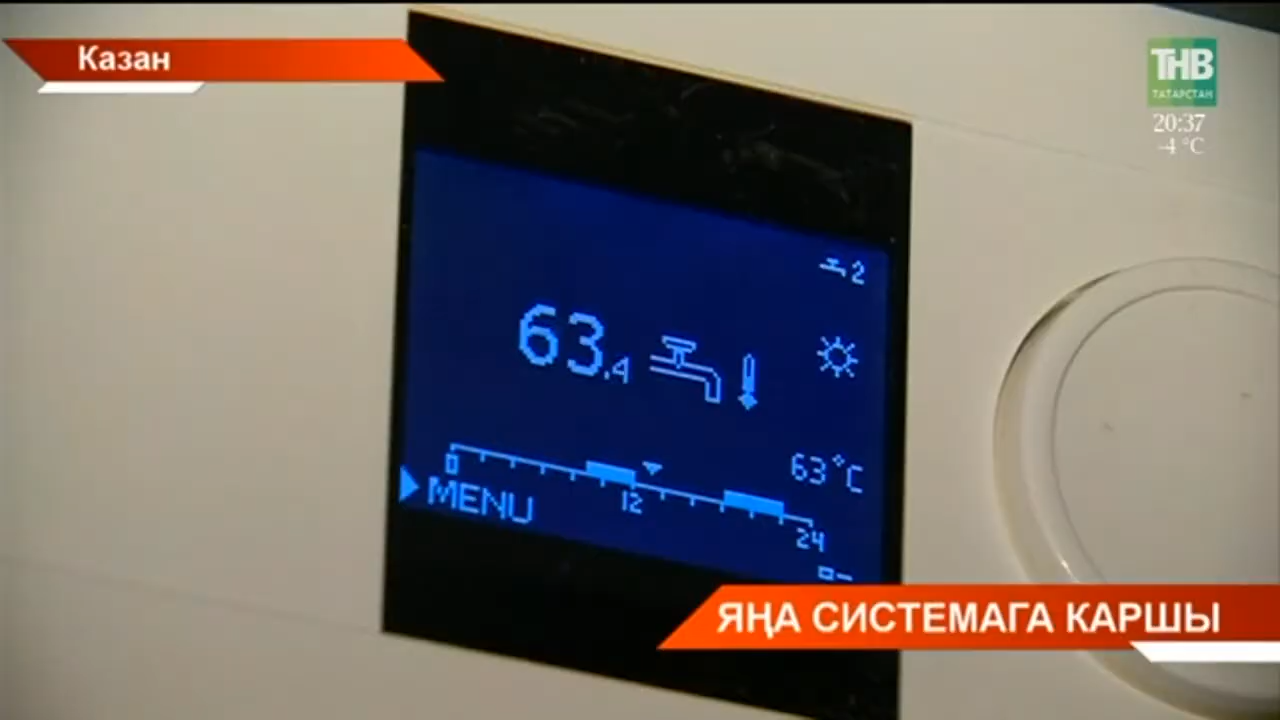 Казан
ТНВ
ТАТАРСТАН
20:37
-4 °C
2
63.4
63°C
0
12
24
MENU
ЯҢА СИСТЕМАГА КАРШЫ